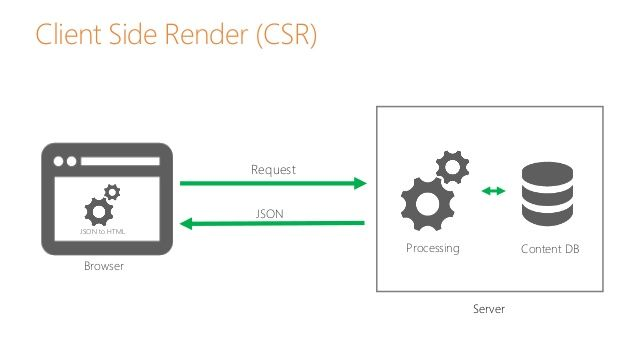 Client Side Render (CSR)
Request
JSON
JSON to HTML
Browser
Processing
Content DB
Server